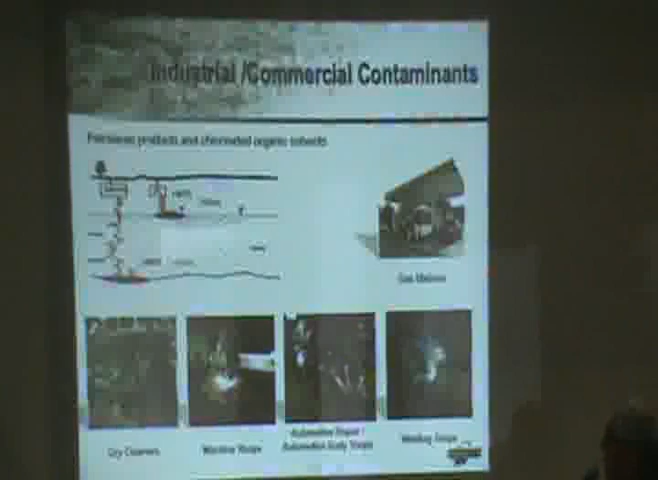 Industrial /Commercial Contaminants
Petroleum products and chlorinated organic solvents
Gas Stations
Dry Cleaners
Machine Shops
Automotive Repair /
Automotive Body Shops
Welding Shops